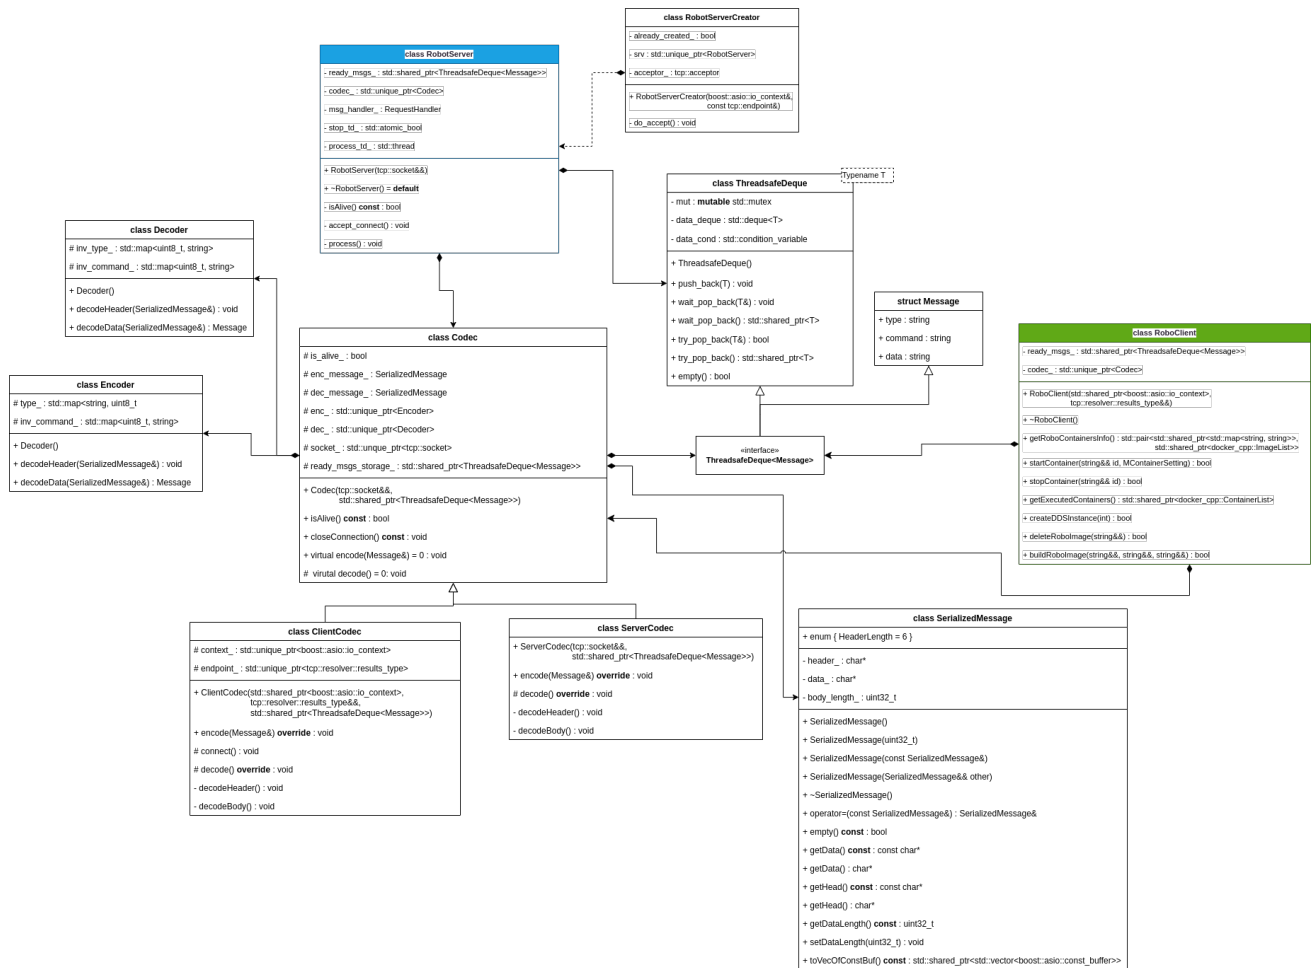 class RobotServerCreator
- already_created_ : bool
- srv : std::unique_ptr<RobotServer>
- acceptor_ : tcp::acceptor
+ RobotServerCreator(boost::asio::io_context&,
const tcp::endpoint&)
- do_accept() : void
class RobotServer
- ready_msgs_ : std::shared_ptr<ThreadsafeDeque<Message>>
- codec_ : std::unique_ptr<Codec>
- msg_handler_ : RequestHandler
- stop_td_ : std::atomic_bool
- process_td_ : std::thread
+ RobotServer(tcp::socket&&)
+ ~RobotServer() = default
- isAlive() const : bool
- accept_connect() : void
- process() : void
Typename T
class ThreadsafeDeque
- mut : mutable std::mutex
- data_deque : std::deque<T>
- data_cond : std::condition_variable
+ ThreadsafeDeque()
+ push_back(T) : void
+ wait_pop_back(T&) : void
+ wait_pop_back() : std::shared_ptr<T>
+ try_pop_back(T&) : bool
+ try_pop_back() : std::shared_ptr<T>
+ empty() : bool
class Decoder
# inv_type_ : std::map<uint8_t, string>
# inv_command_ : std::map<uint8_t, string>
+ Decoder()
+ decodeHeader(SerializedMessage&) : void
+ decodeData(SerializedMessage&) : Message
struct Message
+ type : string
+ command : string
+ data : string
class RoboClient
- ready_msgs_ : std::shared_ptr<ThreadsafeDeque<Message>>
- codec_ : std::unique_ptr<Codec>
+ RoboClient(std::shared_ptr<boost::asio::io_context>,
tcp::resolver::results_type&&)
+ ~RoboClient()
+ getRoboContainersInfo() : std::pair<std::shared_ptr<std::map<string, string>>,
std::shared_ptr<docker_cpp::ImageList>>
+ startContainer(string&& id, MContainerSetting) : bool
+ stopContainer(string&& id) : bool
+ getExecutedContainers() : std::shared_ptr<docker_cpp::ContainerList>
+ createDDSInstance(int) : bool
+ deleteRoboImage(string&&) : bool
+ buildRoboImage(string&&, string&&, string&&) : bool
class Codec
# is_alive_ : bool
# enc_message_ : SerializedMessage
# dec_message_ : SerializedMessage
# enc_ : std::unique_ptr<Encoder>
# dec_ : std::unique_ptr<Decoder>
# socket_ : std::unque_ptr<tcp::socket>
# ready_msgs_storage_ : std::shared_ptr<ThreadsafeDeque<Message>>
+ Codec(tcp::socket&&,
std::shared_ptr<ThreadsafeDeque<Message>>)
+ isAlive() const : bool
+ closeConnection() const : void
+ virtual encode(Message&) = 0 : void
# virutal decode() = 0: void
class Encoder
# type_ : std::map<string, uint8_t
# inv_command_ : std::map<uint8_t, string>
+ Decoder()
+ decodeHeader(SerializedMessage&) : void
+ decodeData(SerializedMessage&) : Message
«interface»
ThreadsafeDeque<Message>
class ClientCodec
# context_ : std::unique_ptr<boost::asio::io_context>
# endpoint_ : std::unique_ptr<tcp::resolver::results_type>
+ ClientCodec(std::shared_ptr<boost::asio::io_context>,
tcp::resolver::results_type&&,
std::shared_ptr<ThreadsafeDeque<Message>>)
+ encode(Message&) override : void
# connect() : void
# decode() override : void
- decodeHeader() : void
- decodeBody() : void
class ServerCodec
+ ServerCodec(tcp::socket&&,
std::shared_ptr<ThreadsafeDeque<Message>>)
+ encode(Message&) override : void
# decode() override : void
- decodeHeader() : void
- decodeBody() : void
class SerializedMessage
+ enum { HeaderLength = 6 }
- header_ : char*
- data_ : char*
- body_length_ : uint32_t
+ SerializedMessage()
+ SerializedMessage(uint32_t)
+ SerializedMessage(const SerializedMessage&)
+ SerializedMessage(SerializedMessage&& other)
+ ~SerializedMessage()
+ operator=(const SerializedMessage&) : SerializedMessage&
+ empty() const : bool
+ getData() const : const char*
+ getData() : char*
+ getHead() const : const char*
+ getHead() : char*
+ getDataLength() const : uint32_t
+ setDataLength(uint32_t) : void
+ toVecOfConstBuf() const : std::shared_ptr<std::vector<boost::asio::const_buffer>>